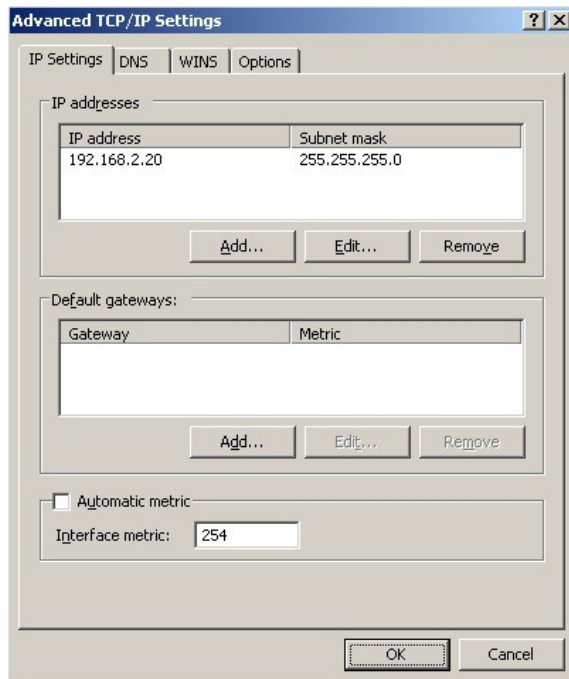 Advanced TCP/IP Settings
IP Settings DNS WINS Options
IP addresses
IP address Subnet mask
192.168.2.20 255.255.255.0
Add... Edit... Remove
Default gateways:
Gateway Metric
Add... Edit... Remove
Automatic metric
Interface metric: 254
OK Cancel